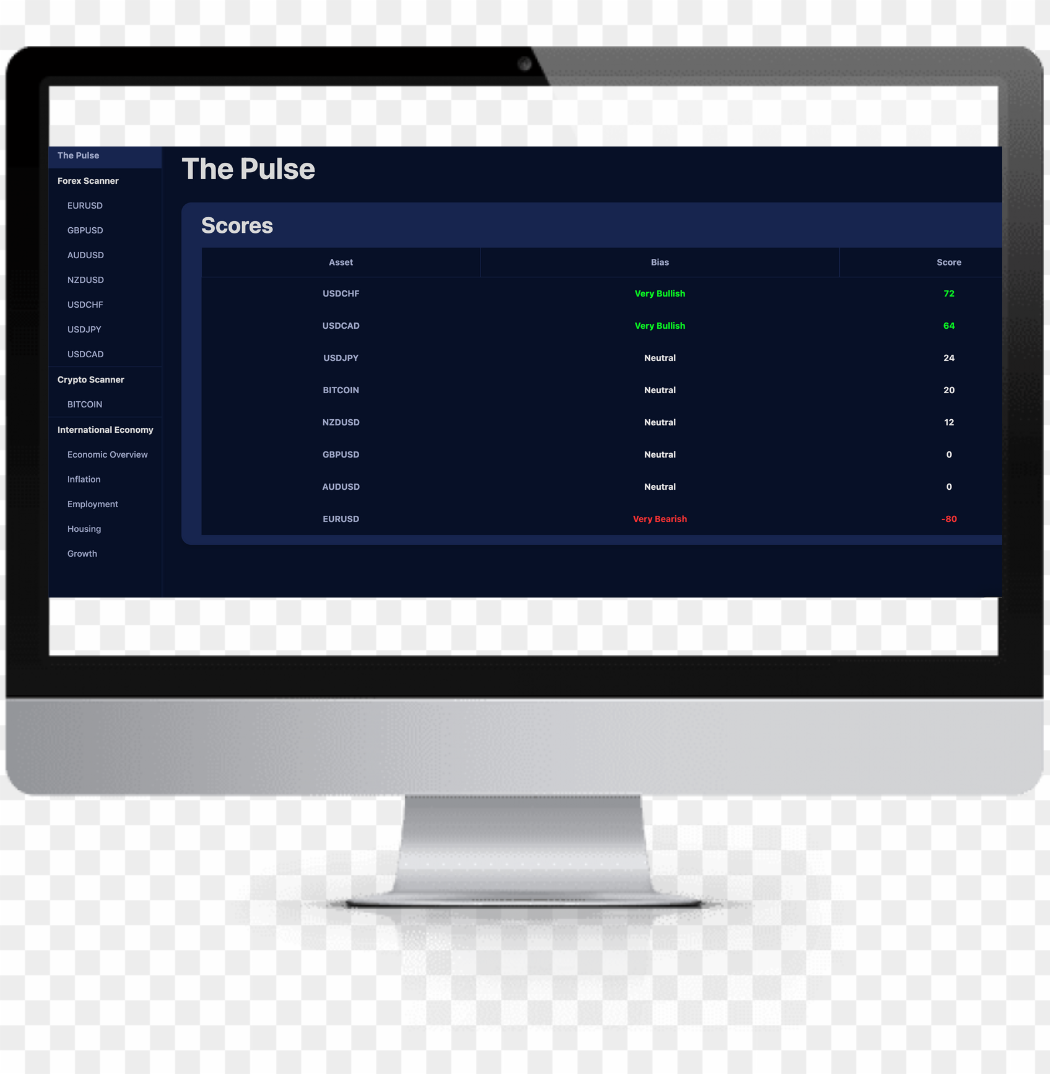 The Pulse
Forex Scanner
EURUSD
GBPUSD
AUDUSD
NZDUSD
USDCHF
USDJPY
USDCAD
Crypto Scanner
BITCOIN
International Economy
Economic Overview
Inflation
Employment
Housing
Growth
The Pulse
Scores
Asset Bias Score
USDCHF Very Bullish 72
USDCAD Very Bullish 64
USDJPY Neutral 24
BITCOIN Neutral 20
NZDUSD Neutral 12
GBPUSD Neutral 0
AUDUSD Neutral 0
EURUSD Very Bearish -80